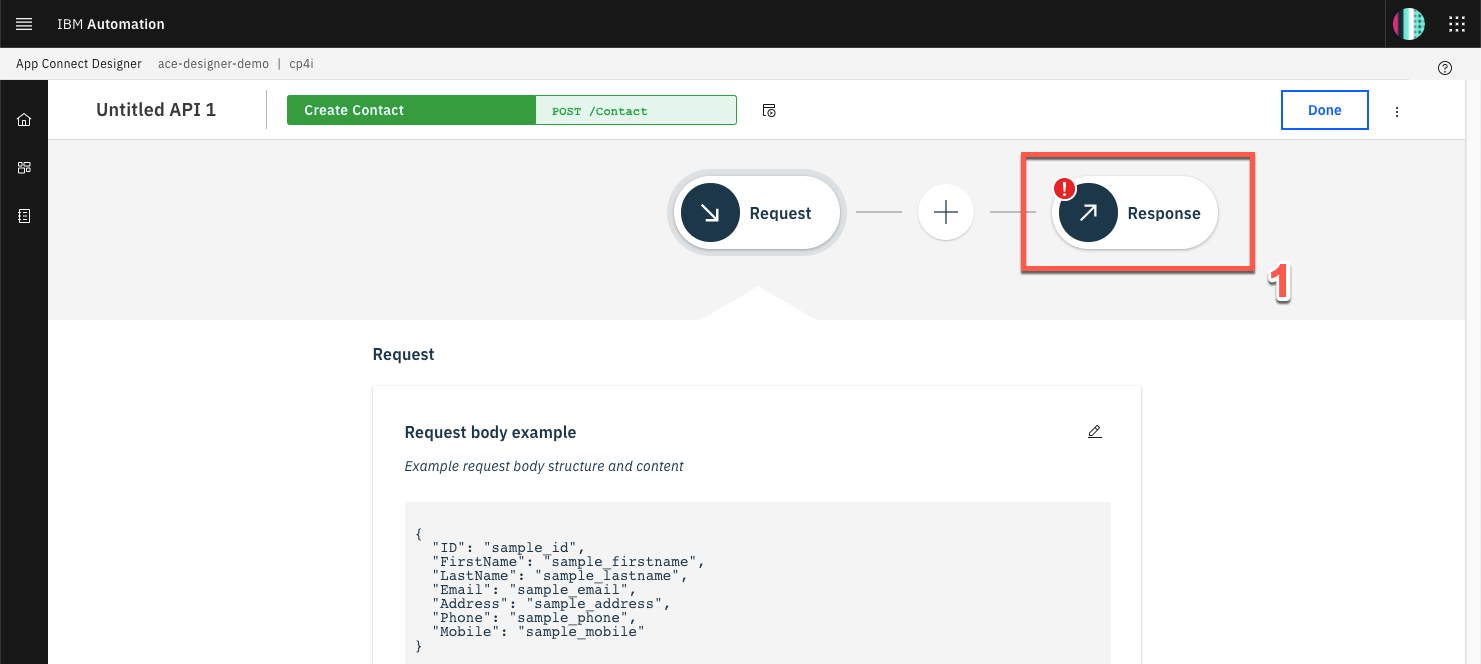 IBM Automation
App Connect Designer ace-designer-demo | cp4i
Untitled API 1
Create Contact
POST /Contact
Done
Request
!
Response
1
Request
Request body example
Example request body structure and content
{
"ID": "sample_id",
"FirstName": "sample_firstname",
"LastName": "sample_lastname",
"Email": "sample_email",
"Address": "sample_address",
"Phone": "sample_phone",
"Mobile": "sample_mobile"
}